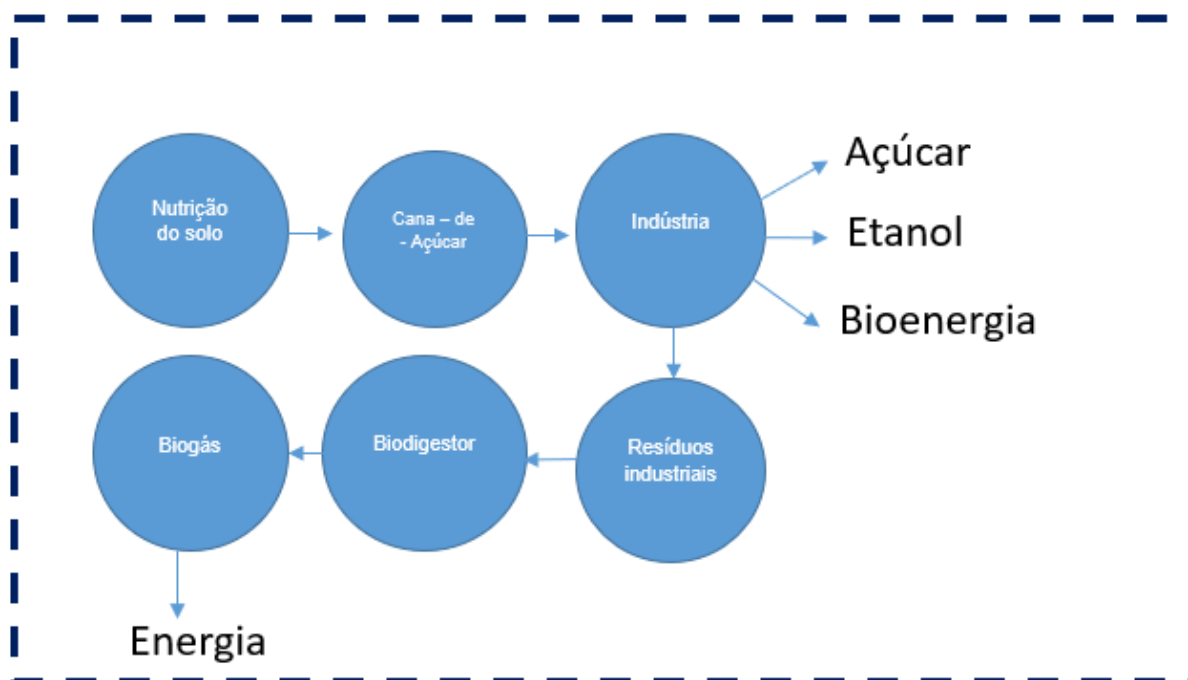 Nutrição
do solo
Cana – de
- Açúcar
Indústria
Açúcar
Etanol
Bioenergia
Biogás
Biodigestor
Resíduos
industriais
Energia